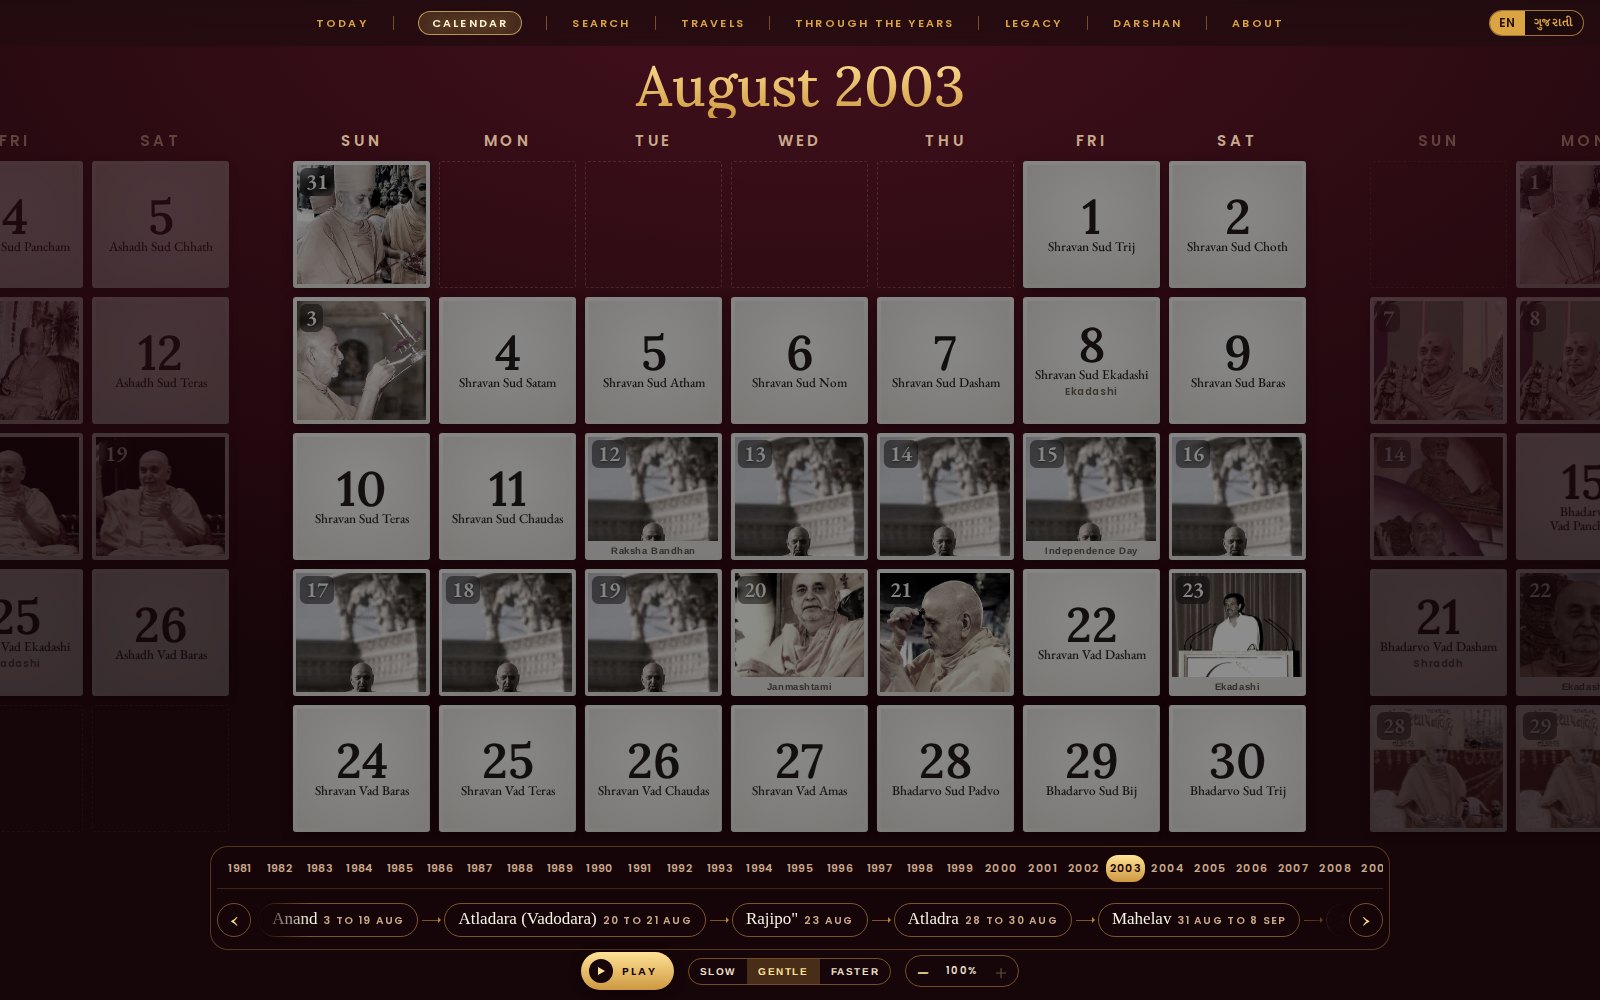 TODAY CALENDAR SEARCH TRAVELS THROUGH THE YEARS LEGACY DARSHAN ABOUT EN ગુજરાતી
August 2003
FRI SAT SUN MON TUE WED THU FRI SAT SUN MON
4 5 31 1 2 1
Sud Pancham Ashadh Sud Chhath Shravan Sud Trij Shravan Sud Choth
12 3 4 5 6 7 8 9 7 8
Ashadh Sud Teras Shravan Sud Satam Shravan Sud Atham Shravan Sud Nom Shravan Sud Dasham Shravan Sud Ekadashi Shravan Sud Baras
Ekadashi
19 10 11 12 13 14 15 16 14 15
Shravan Sud Teras Shravan Sud Chaudas
Raksha Bandhan Independence Day
25 26 17 18 19 20 21 22 23 21 22
Vad Ekadashi Ashadh Vad Baras Shravan Vad Dasham Bhadarvo Vad Dasham
Janmashtami Ekadashi Shraddh
24 25 26 27 28 29 30 28 29
Shravan Vad Baras Shravan Vad Teras Shravan Vad Chaudas Shravan Vad Amas Bhadarvo Sud Padvo Bhadarvo Sud Bij Bhadarvo Sud Trij
1981 1982 1983 1984 1985 1986 1987 1988 1989 1990 1991 1992 1993 1994 1995 1996 1997 1998 1999 2000 2001 2002 2003 2004 2005 2006 2007 2008
Anand 3 TO 19 AUG Atladara (Vadodara) 20 TO 21 AUG Rajipo" 23 AUG Atladra 28 TO 30 AUG Mahelav 31 AUG TO 8 SEP
PLAY SLOW GENTLE FASTER 100%